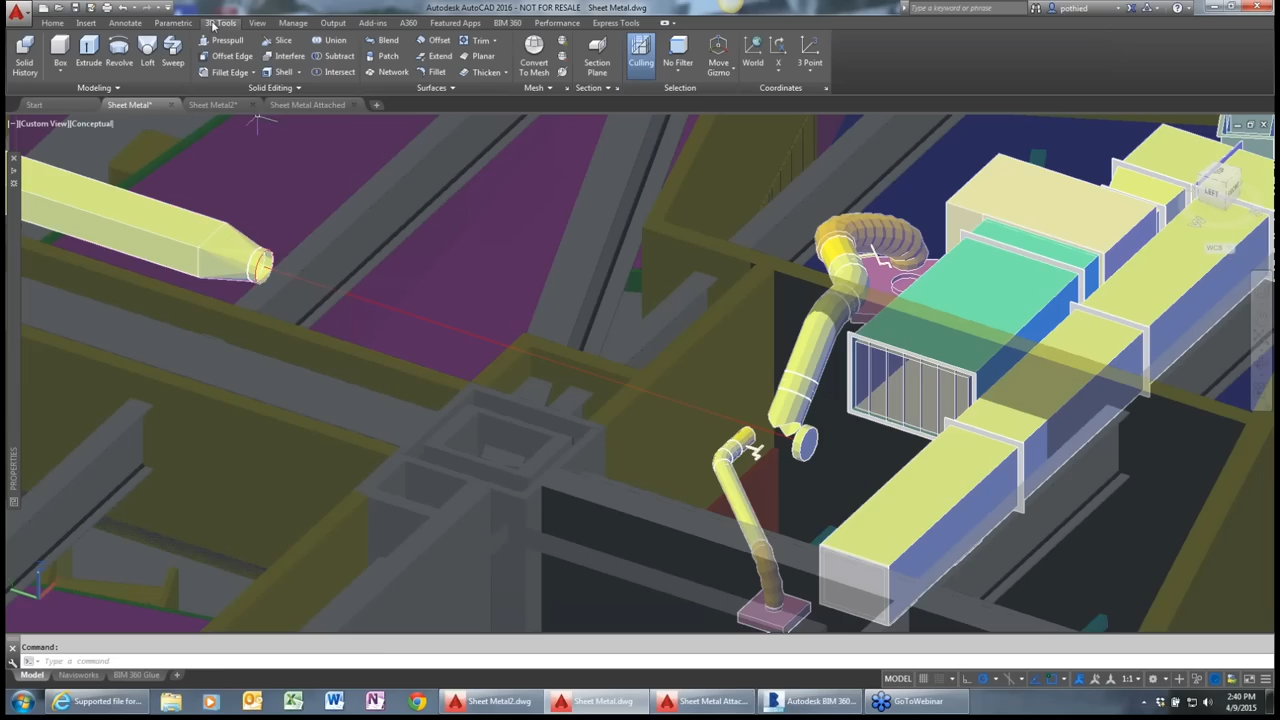 Autodesk AutoCAD 2016 - NOT FOR RESALE Sheet Metal.dwg
Type a keyword or phrase
pothied
Home Insert Annotate Parametric 3D Tools View Manage Output Add-ins A360 Featured Apps BIM 360 Performance Express Tools
Solid History
Box
Extrude
Revolve
Loft
Sweep
Presspull
Offset Edge
Fillet Edge
Slice
Interfere
Shell
Union
Subtract
Intersect
Blend
Patch
Network
Offset
Extend
Fillet
Trim
Planar
Thicken
Convert To Mesh
Section Plane
Culling
No Filter
Move Gizmo
World
X
3 Point
Modeling
Solid Editing
Surfaces
Mesh
Section
Selection
Coordinates
Start
Sheet Metal*
Sheet Metal2*
Sheet Metal Attached
[−][Custom View][Conceptual]
LEFT
WCS
PROPERTIES
Command:
Type a command
Model
Navisworks
BIM 360 Glue
MODEL
1:1
Supported file for...
Sheet Metal2.dwg
Sheet Metal.dwg
Sheet Metal Attac...
Autodesk BIM 360...
GoToWebinar
2:40 PM
4/9/2015